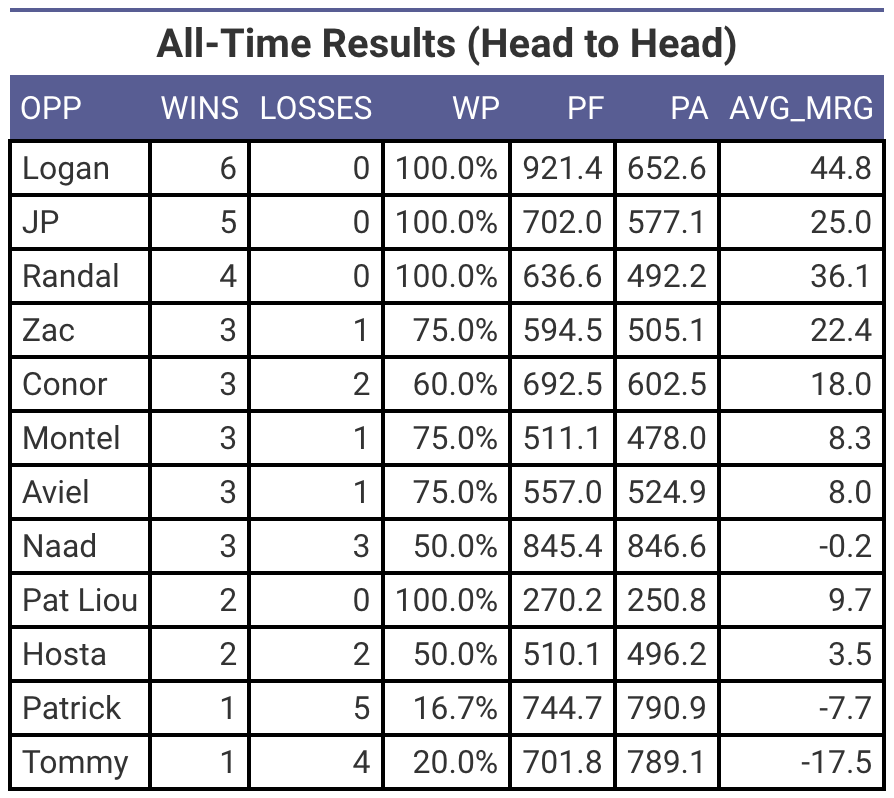 All-Time Results (Head to Head)
OPP WINS LOSSES WP PF PA AVG_MRG
Logan 6 0 100.0% 921.4 652.6 44.8
JP 5 0 100.0% 702.0 577.1 25.0
Randal 4 0 100.0% 636.6 492.2 36.1
Zac 3 1 75.0% 594.5 505.1 22.4
Conor 3 2 60.0% 692.5 602.5 18.0
Montel 3 1 75.0% 511.1 478.0 8.3
Aviel 3 1 75.0% 557.0 524.9 8.0
Naad 3 3 50.0% 845.4 846.6 -0.2
Pat Liou 2 0 100.0% 270.2 250.8 9.7
Hosta 2 2 50.0% 510.1 496.2 3.5
Patrick 1 5 16.7% 744.7 790.9 -7.7
Tommy 1 4 20.0% 701.8 789.1 -17.5